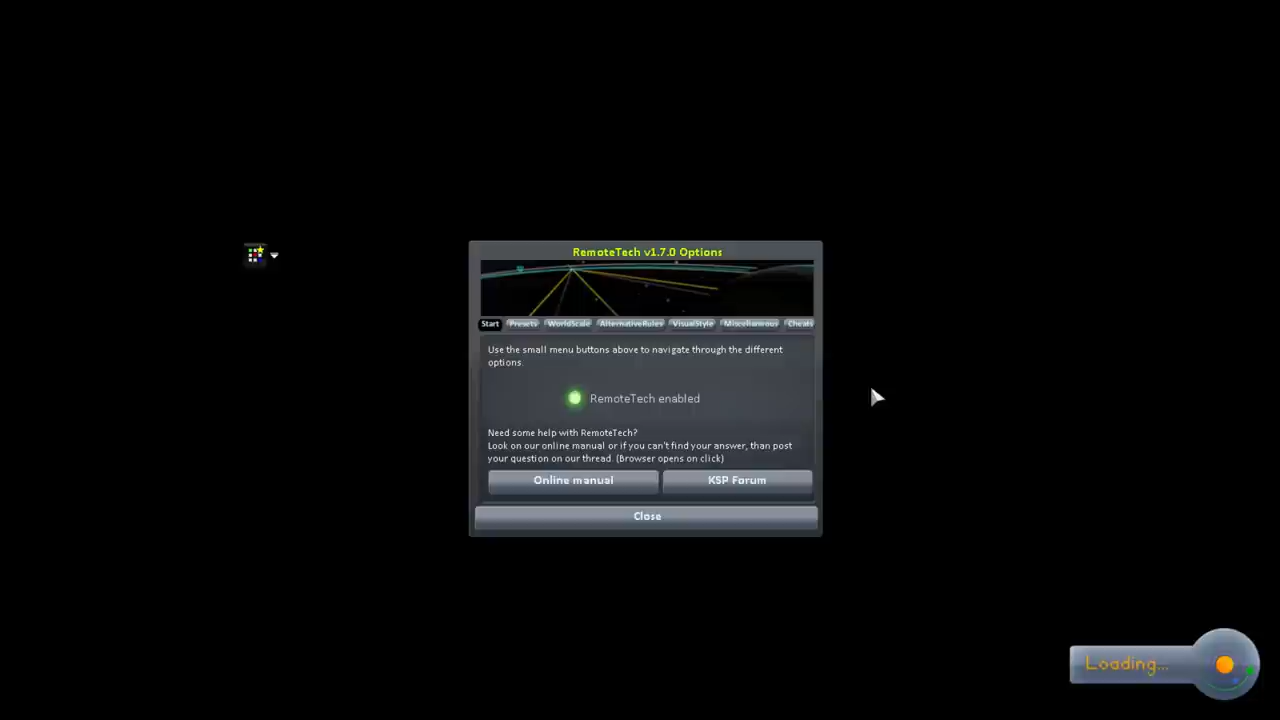 RemoteTech v1.7.0 Options
Start Presets WorldScale AlternativeRules VisualStyle Miscellaneous Cheats
Use the small menu buttons above to navigate through the different
options.
RemoteTech enabled
Need some help with RemoteTech?
Look on our online manual or if you can't find your answer, than post
your question on our thread. (Browser opens on click)
Online manual KSP Forum
Close
Loading...